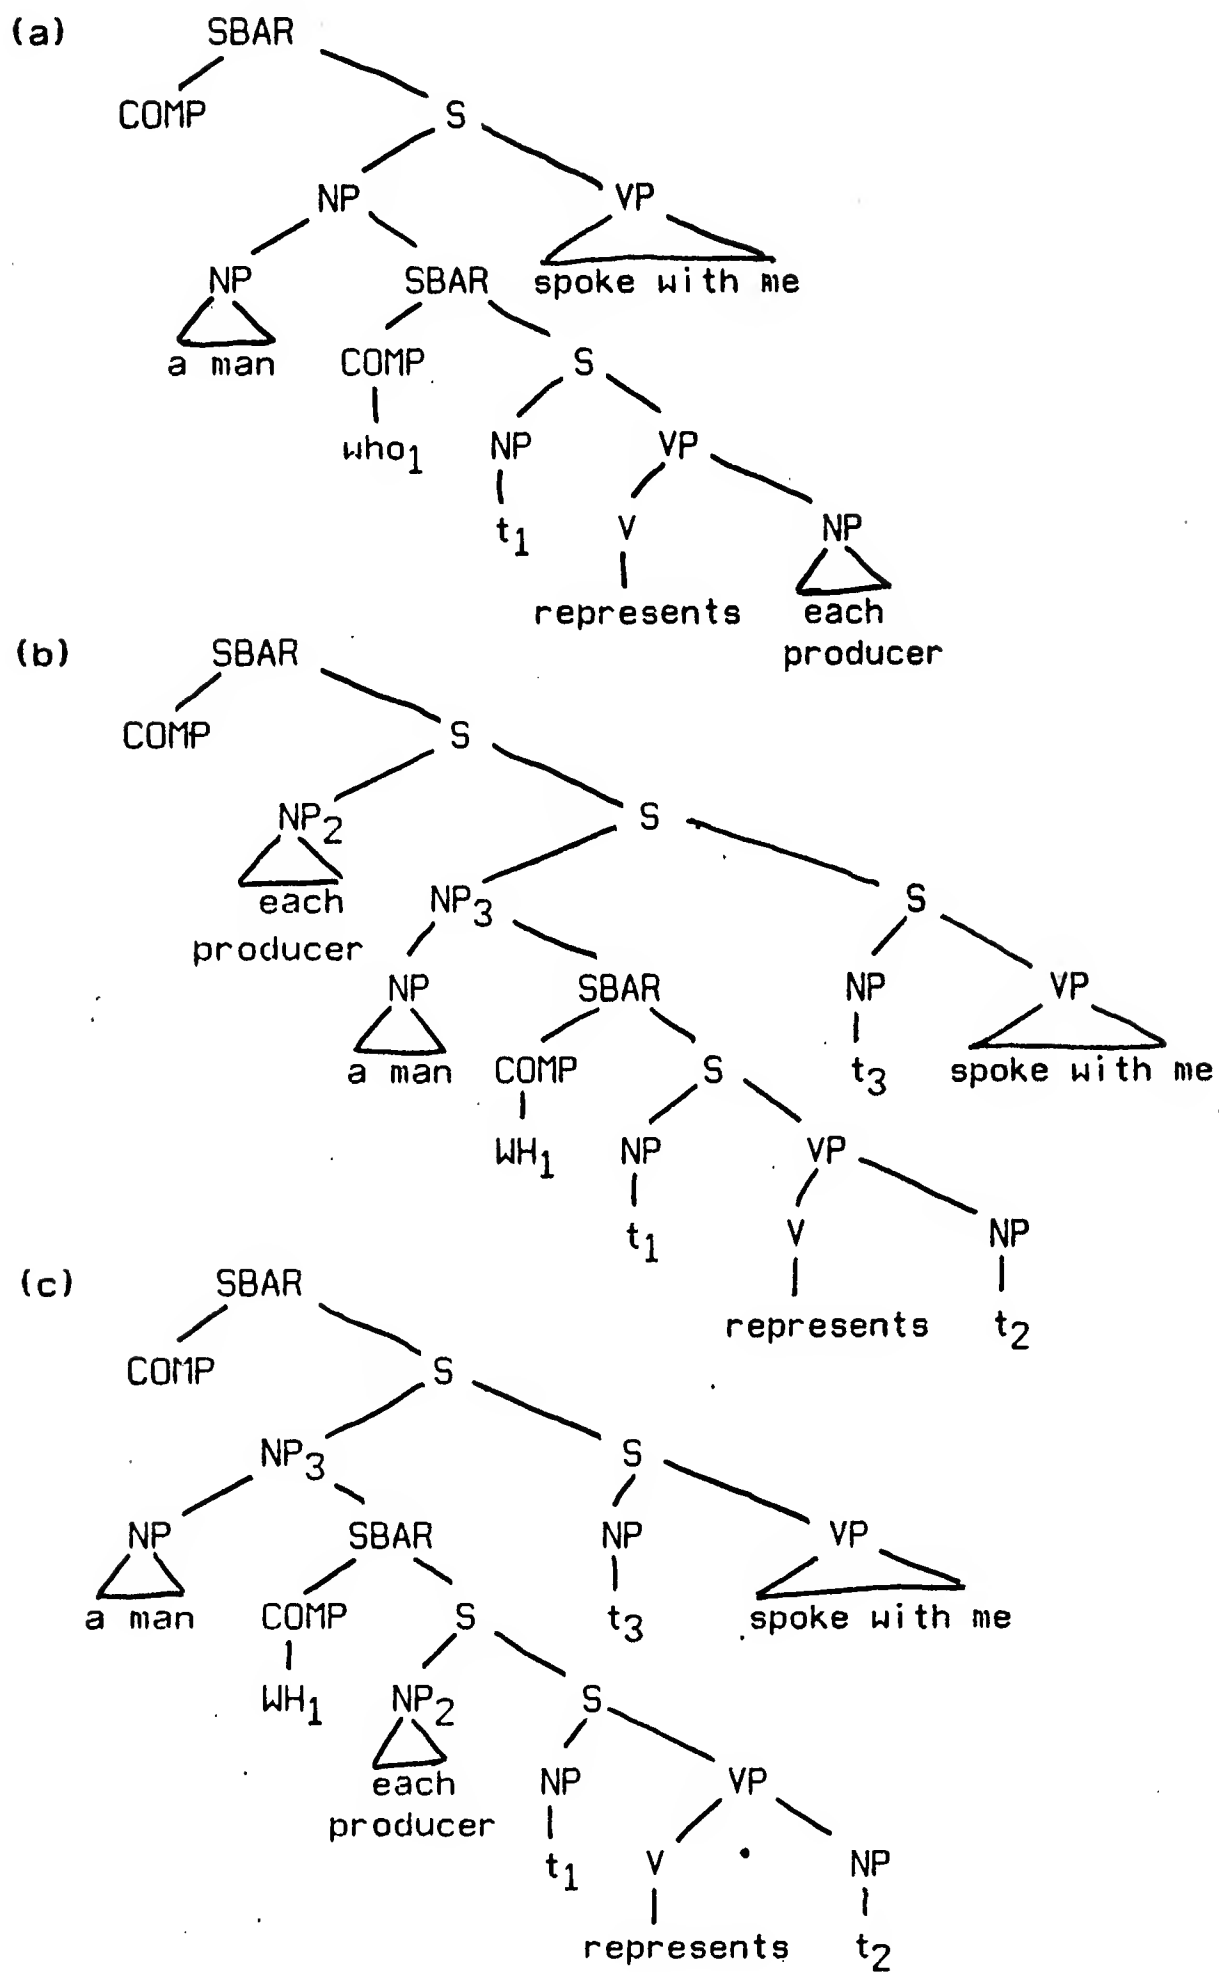 (a) SBAR
COMP S
NP VP
NP SBAR spoke with me
a man COMP S
who1 NP VP
t1 V NP
represents each
producer
(b) SBAR
COMP S
NP2 S
each NP3 S
producer
NP SBAR NP VP
a man COMP S t3 spoke with me
WH1 NP VP
t1 V NP
represents t2
(c) SBAR
COMP S
NP3 S
NP SBAR NP VP
a man COMP S t3 spoke with me
WH1 NP2 S
each NP VP
producer
t1 V NP
represents t2